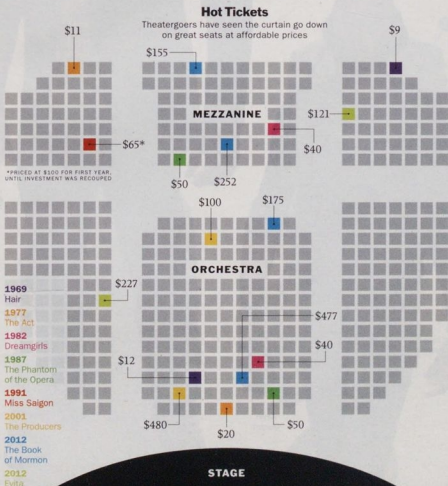 Hot Tickets
Theatergoers have seen the curtain go down
on great seats at affordable prices
$11
$155
$9
MEZZANINE
$121
$65*
$40
*PRICED AT $100 FOR FIRST YEAR,
UNTIL INVESTMENT WAS RECOUPED
$50
$252
$100
$175
ORCHESTRA
$227
$477
$40
$12
$480
$20
$50
1969
Hair
1977
The Act
1982
Dreamgirls
1987
The Phantom
of the Opera
1991
Miss Saigon
2001
The Producers
2012
The Book
of Mormon
2012
Evita
STAGE